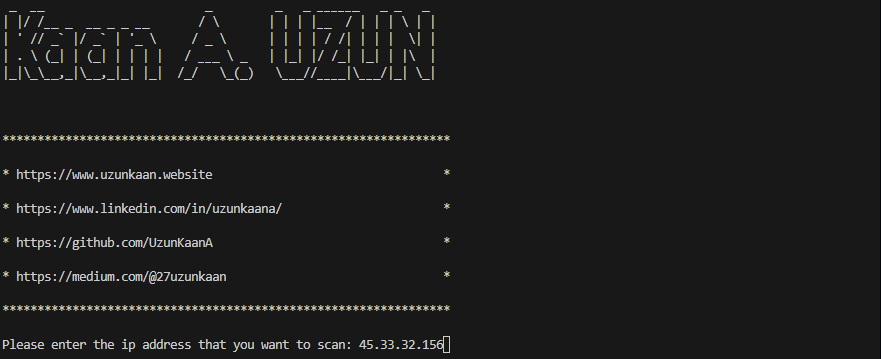 Kaan A. UZUN
************************************************************
* https://www.uzunkaan.website *
* https://www.linkedin.com/in/uzunkaana/ *
* https://github.com/UzunKaanA *
* https://medium.com/@27uzunkaan *
************************************************************
Please enter the ip address that you want to scan: 45.33.32.156